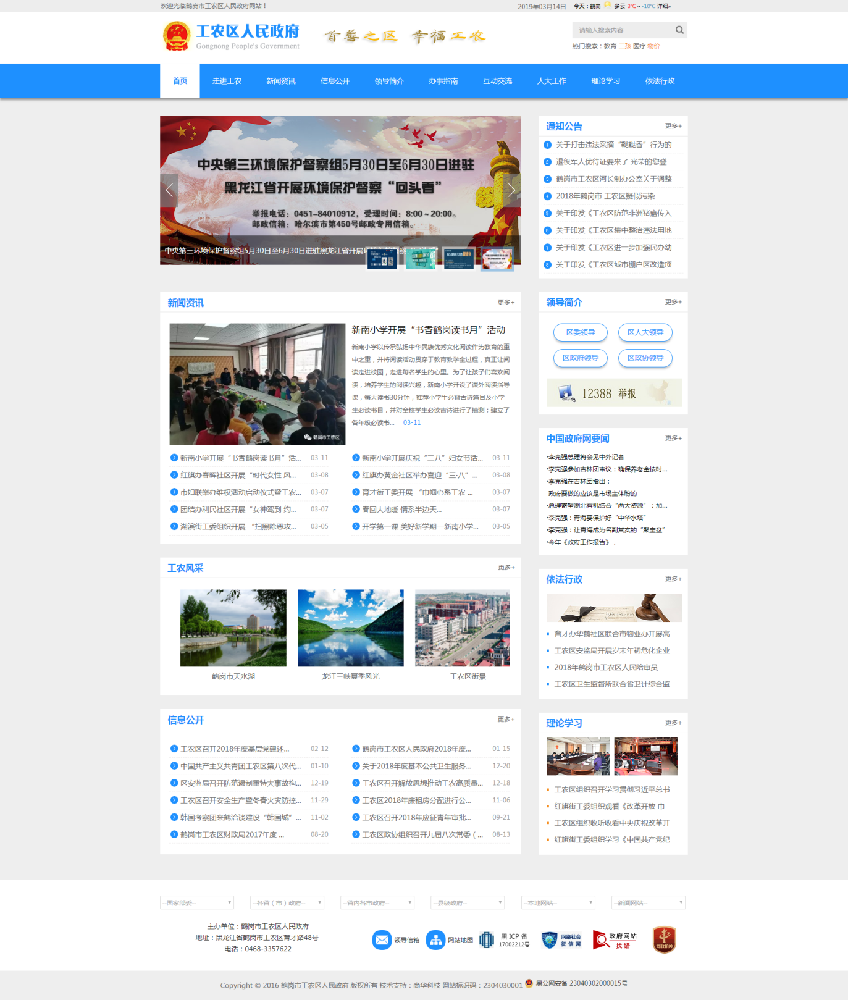 欢迎光临鹤岗市工农区人民政府网站！
2019年03月14日 今天：鹤岗 多云 3℃～-10℃ 详细»
工农区人民政府
Gongnong People's Government
首善之区 幸福工农
请输入搜索内容
热门搜索：教育 二孩 医疗 物价
首页 走进工农 新闻资讯 信息公开 领导简介 办事指南 互动交流 人大工作 理论学习 依法行政
中央第三环境保护督察组5月30日至6月30日进驻
黑龙江省开展环境保护督察“回头看”
举报电话：0451-84010912，受理时间：8:00～20:00。
邮政信箱：哈尔滨市第450号邮政专用信箱。
中央第三环境保护督察组5月30日至6月30日进驻黑龙江省开展环境保护督察“回头看”
通知公告 更多+
1 关于打击违法采摘“鞑鞑香”行为的
2 退役军人优待证要来了 光荣的您登
3 鹤岗市工农区河长制办公室关于调整
4 2018年鹤岗市 工农区疑似污染
5 关于印发《工农区防范非洲猪瘟传入
6 关于印发《工农区集中整治违法用地
7 关于印发《工农区进一步加强民办幼
8 关于印发《工农区城市棚户区改造项
新闻资讯 更多+
鹤岗市工农区
新南小学开展“书香鹤岗读书月”活动
新南小学以传承弘扬中华民族优秀文化阅读作为教育的重
中之重，并将阅读活动贯穿于教育教学全过程，真正让阅
读走进校园，走进每名学生的心里。为了让孩子们喜欢阅
读，培养学生的阅读兴趣，新南小学开设了课外阅读指导
课，每天读书30分钟，推荐小学生必背古诗篇目及小学
生必读书目，并对全校学生必读古诗进行了抽测；建立了
各年级必读书... 03-11
新南小学开展“书香鹤岗读书月”活... 03-11
红旗办春晖社区开展“时代女性 风... 03-08
市妇联举办维权活动启动仪式暨工农... 03-07
团结办利民社区开展“女神驾到 约... 03-07
湖滨街工委组织开展 “扫黑除恶攻... 03-05
新南小学开展庆祝“三八”妇女节活... 03-11
红旗办黄金社区举办喜迎“三·八”... 03-08
育才街工委开展 “巾帼心系工农 ... 03-07
春回大地暖 情系半边天... 03-07
开学第一课 美好新学期—新南小学... 03-05
领导简介 更多+
区委领导 区人大领导
区政府领导 区政协领导
12388 举报
中国政府网要闻 更多+
·李克强总理将会见中外记者
·李克强参加吉林团审议：确保养老金按时...
·李克强在吉林团指出：
政府要做的应该是市场主体盼的
·总理寄望湖北有机结合“两大资源”：加...
·李克强：青海要保护好“中华水塔”
·李克强：让青海成为名副其实的“聚宝盆”
·今年《政府工作报告》，
工农风采 更多+
鹤岗市天水湖 龙江三峡夏季风光 工农区街景
依法行政 更多+
育才办华鹤社区联合市物业办开展高
工农区安监局开展岁末年初危化企业
2018年鹤岗市工农区人民陪审员
工农区卫生监督所联合省卫计综合监
信息公开 更多+
工农区召开2018年度基层党建述... 02-12
中国共产主义共青团工农区第八次代... 01-10
区安监局召开防范遏制重特大事故构... 12-19
工农区召开安全生产暨冬春火灾防控... 11-29
韩国考察团来鹤洽谈建设“韩国城”... 11-02
鹤岗市工农区财政局2017年度 ... 08-20
鹤岗市工农区人民政府2018年度... 01-15
关于2018年度基本公共卫生服务... 12-20
工农区召开解放思想推动工农高质量... 12-18
工农区2018年廉租房分配进行公... 11-06
工农区召开2018年应征青年审批... 09-21
工农区政协组织召开九届八次常委（... 08-13
理论学习 更多+
工农区组织召开学习贯彻习近平总书
红旗街工委组织观看《改革开放 巾
工农区组织收听收看中央庆祝改革开
红旗街工委组织学习《中国共产党纪
--国家部委-- --各省（市）政府-- --省内各市政府-- --县级政府-- --本地网站-- --新闻网站--
主办单位：鹤岗市工农区人民政府
地址：黑龙江省鹤岗市工农区育才路48号
电话：0468-3357622
领导信箱
网站地图
黑 ICP 备
17002212号
网络社会
征信网
政府网站
找错
党政机关
Copyright © 2016 鹤岗市工农区人民政府 版权所有 技术支持：尚华科技 网站标识码：2304030001 黑公网安备 23040302000015号